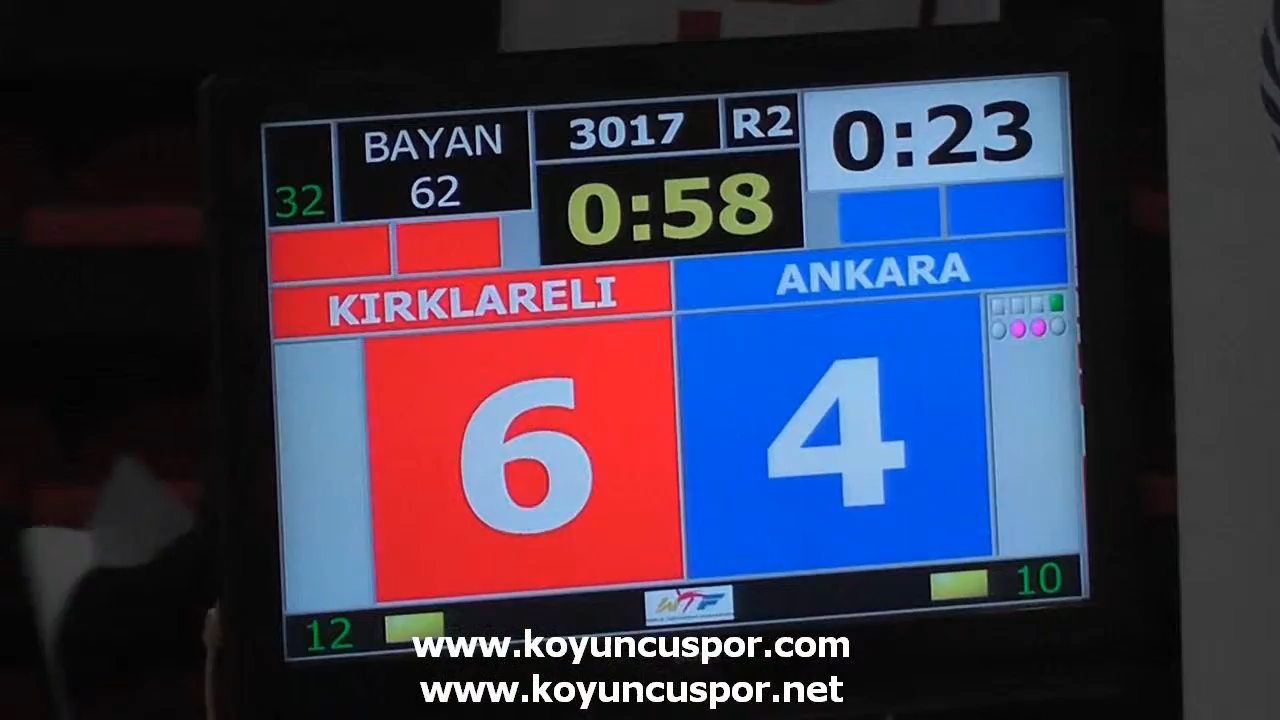 32
BAYAN
62
3017
R2
0:23
0:58
KIRKLARELI
ANKARA
6
4
12
WTF
10
www.koyuncuspor.com
www.koyuncuspor.net